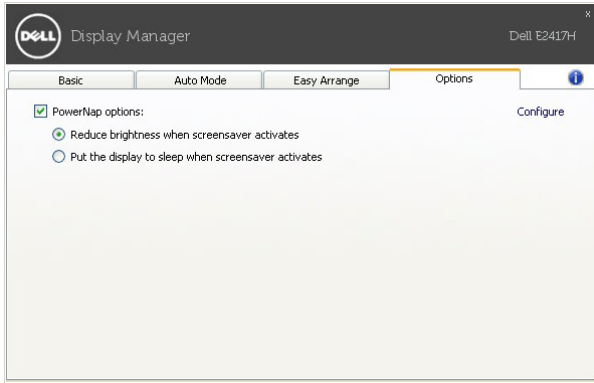 x
DELL Display Manager Dell E2417H
Basic Auto Mode Easy Arrange Options i
PowerNap options: Configure
Reduce brightness when screensaver activates
Put the display to sleep when screensaver activates